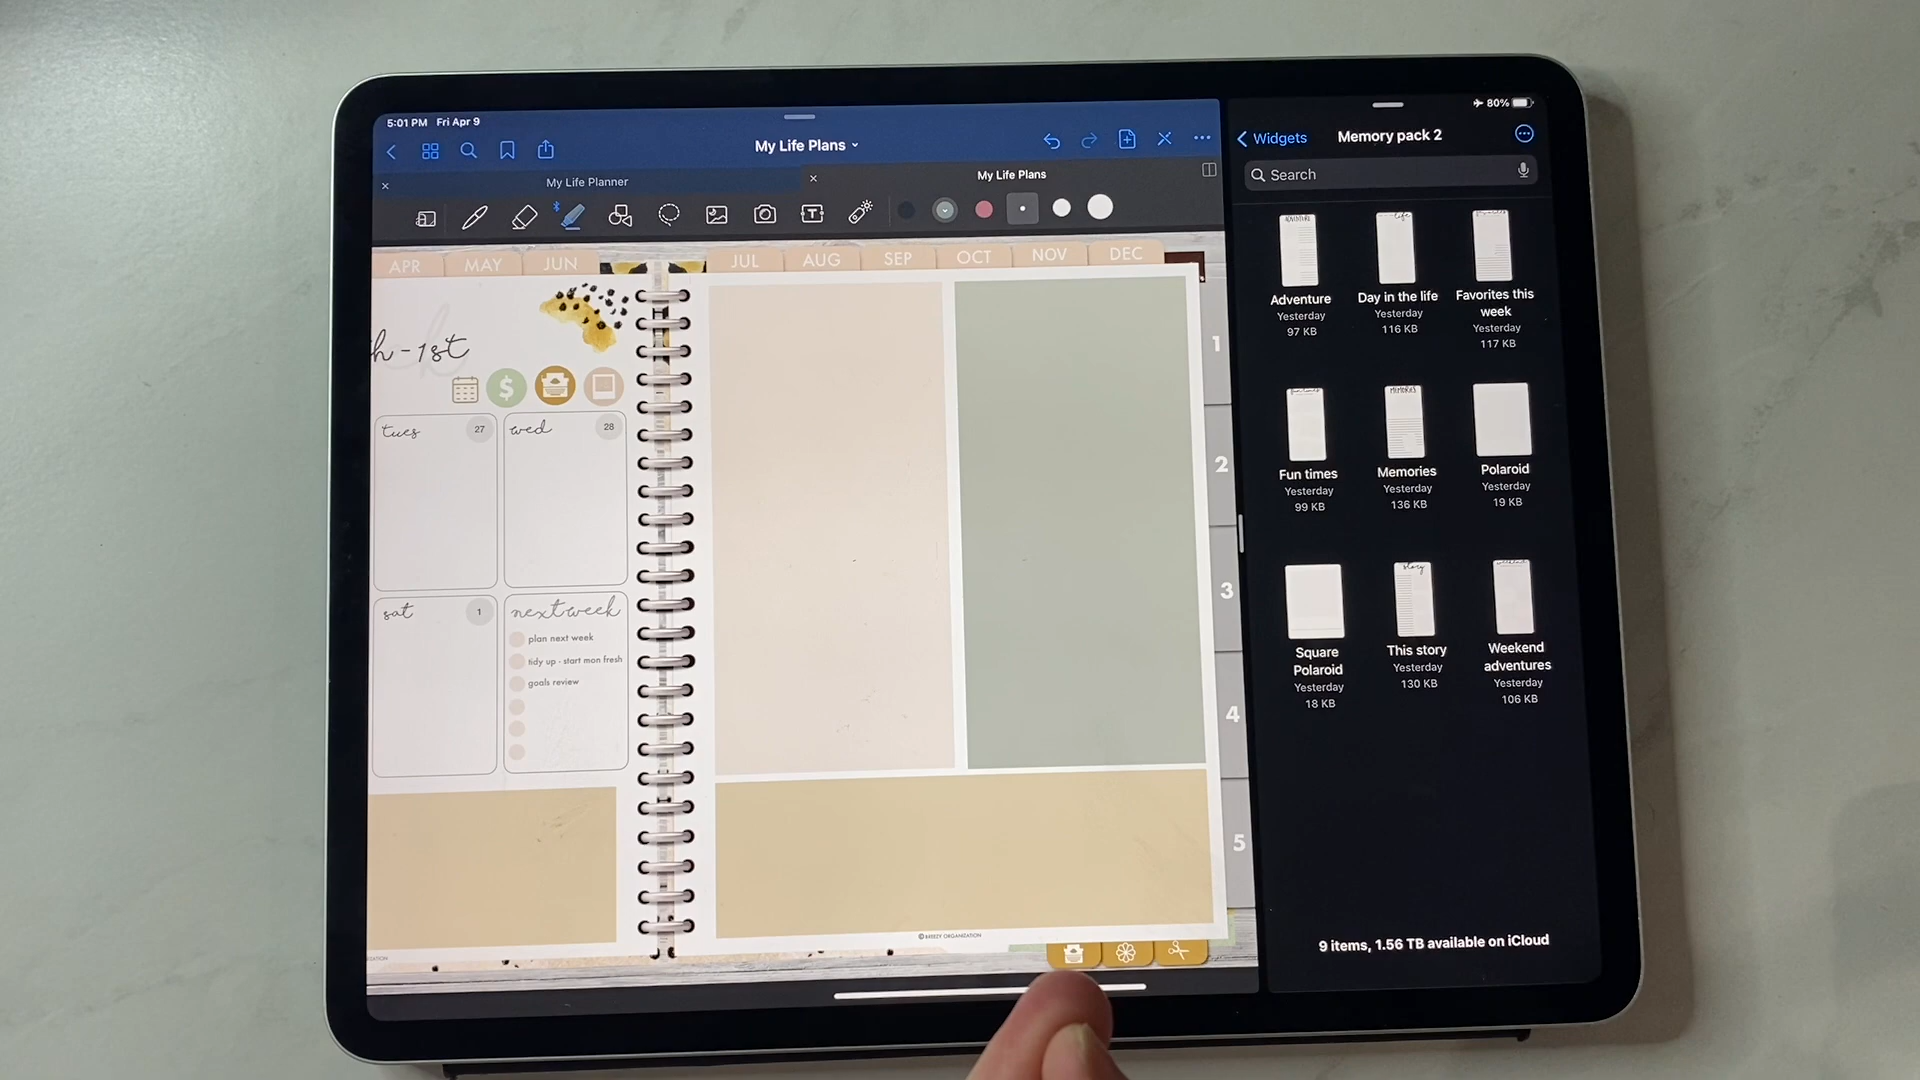 5:01 PM Fri Apr 9
My Life Plans
My Life Planner
My Life Plans
APR MAY JUN JUL AUG SEP OCT NOV DEC
h-1st
$
tues 27
wed 28
sat 1
next week
plan next week
tidy up - start mon fresh
goals review
1
2
3
4
5
© BREEZY ORGANIZATION
80%
Widgets
Memory pack 2
Search
Adventure
Yesterday
97 KB
Day in the life
Yesterday
116 KB
Favorites this
week
Yesterday
117 KB
Fun times
Yesterday
99 KB
MEMORIES
Memories
Yesterday
136 KB
Polaroid
Yesterday
19 KB
Square
Polaroid
Yesterday
18 KB
story
This story
Yesterday
130 KB
Weekend
adventures
Yesterday
106 KB
9 items, 1.56 TB available on iCloud